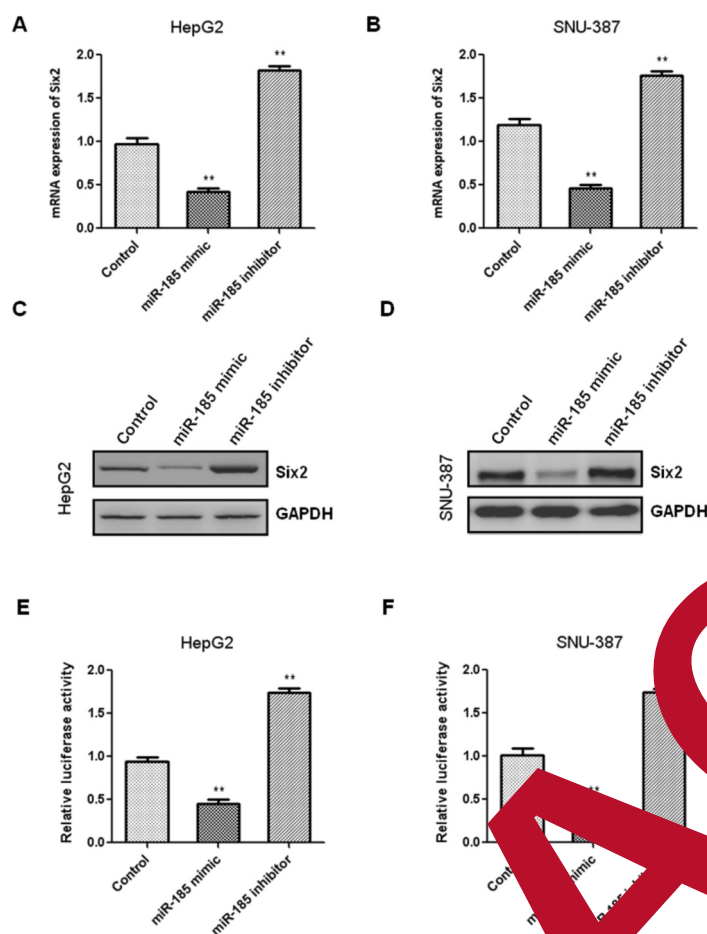 A
HepG2
mRNA expression of Six2
2.0
1.5
1.0
0.5
0.0
**
**
Control
miR-185 mimic
miR-185 inhibitor
B
SNU-387
mRNA expression of Six2
2.0
1.5
1.0
0.5
0.0
**
**
Control
miR-185 mimic
miR-185 inhibitor
C
Control
miR-185 mimic
miR-185 inhibitor
HepG2
Six2
GAPDH
D
Control
miR-185 mimic
miR-185 inhibitor
SNU-387
Six2
GAPDH
E
HepG2
Relative luciferase activity
2.0
1.5
1.0
0.5
0.0
**
**
Control
miR-185 mimic
miR-185 inhibitor
F
SNU-387
Relative luciferase activity
2.0
1.5
1.0
0.5
0.0
**